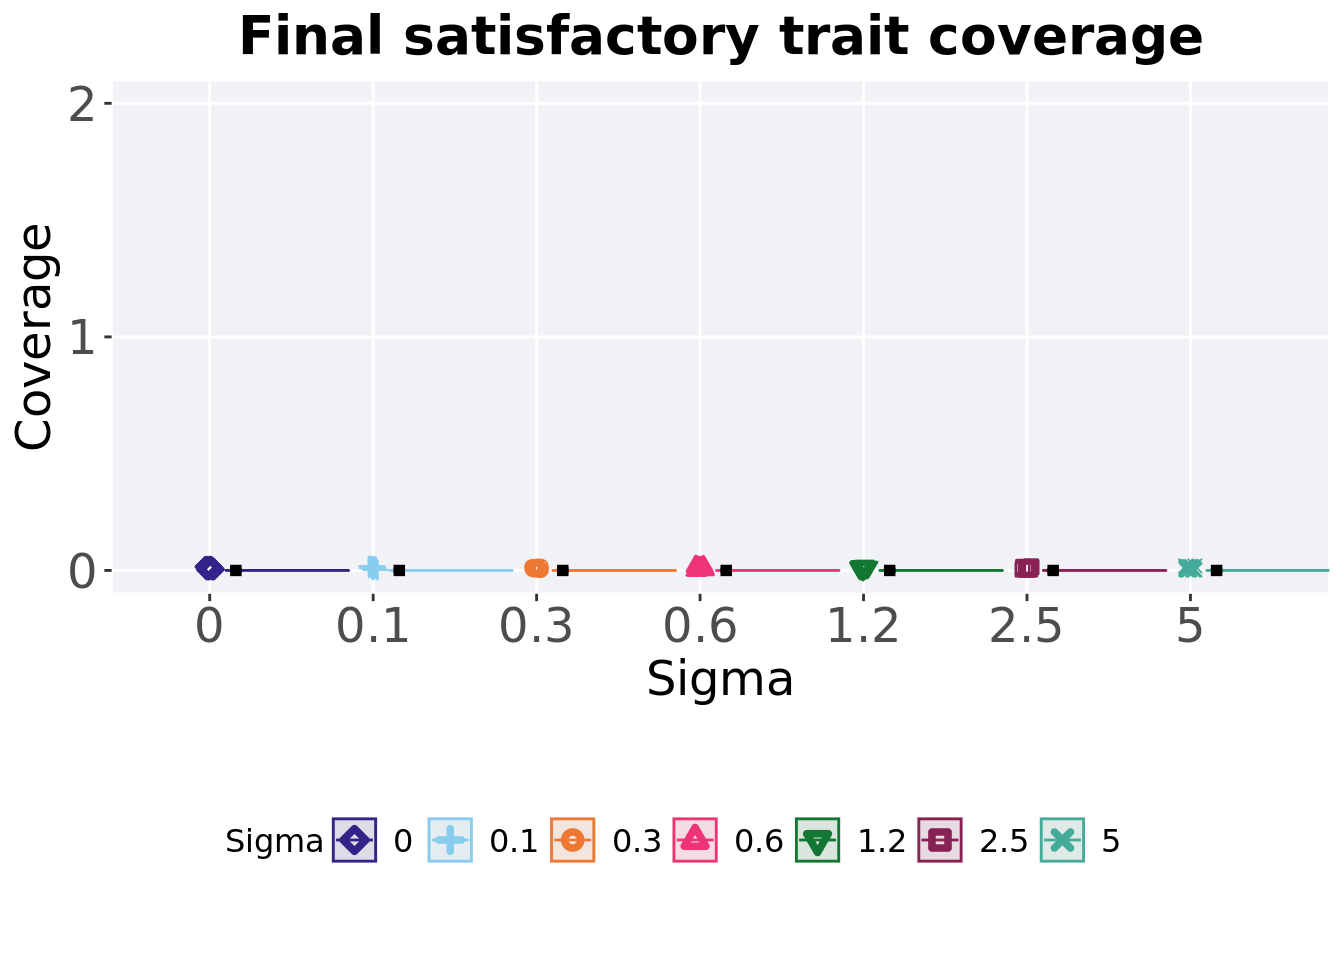 Final satisfactory trait coverage
2
1
0
Coverage
0 0.1 0.3 0.6 1.2 2.5 5
Sigma
Sigma 0 0.1 0.3 0.6 1.2 2.5 5